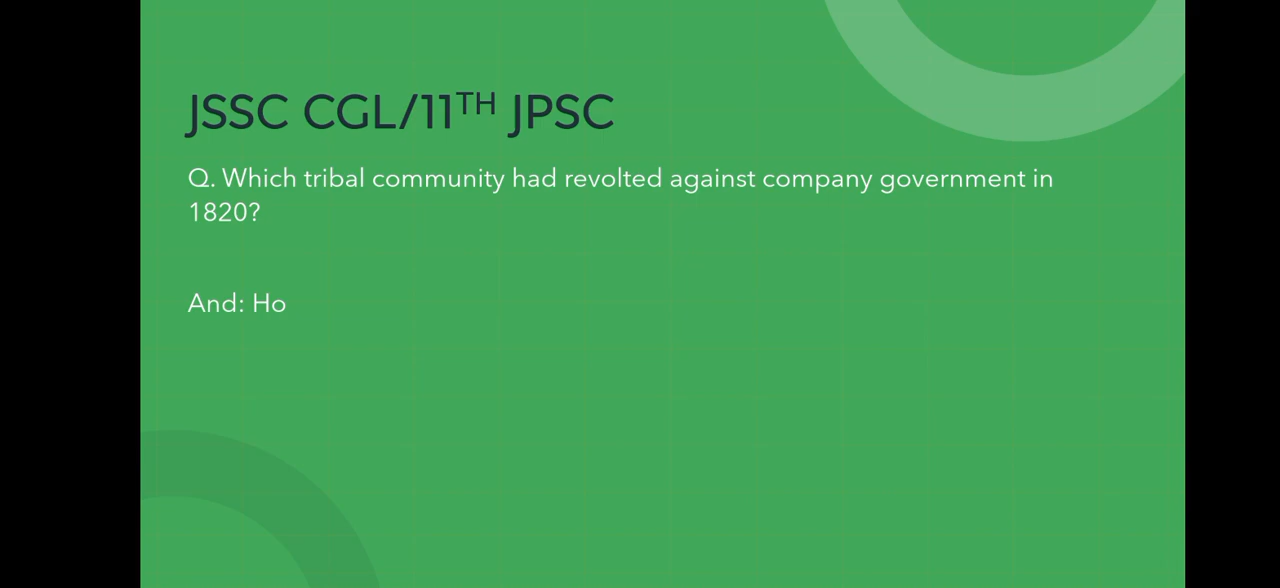 JSSC CGL/11TH JPSC
Q. Which tribal community had revolted against company government in
1820?
And: Ho